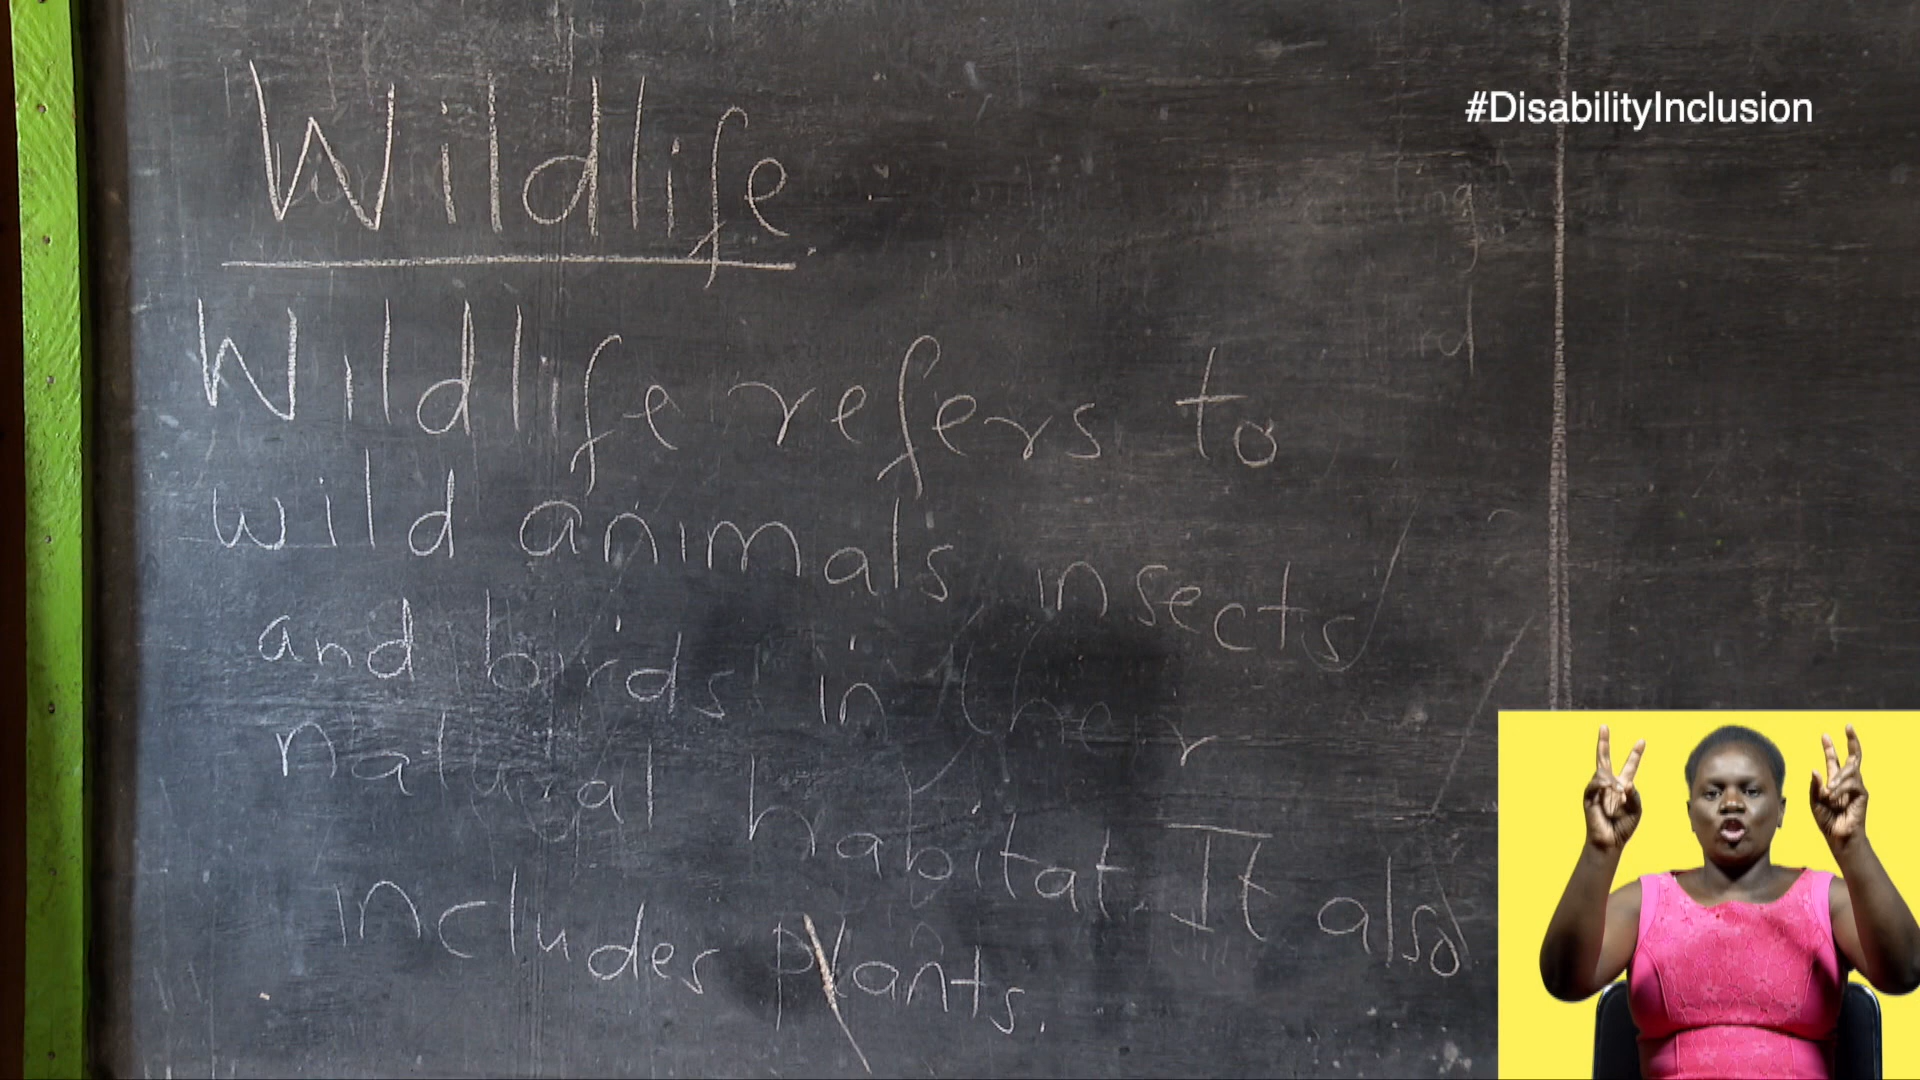 #DisabilityInclusion
Wildlife
Wildlife refers to
wild animals insects
and birds in their
natural habitat. It also
includes plants.